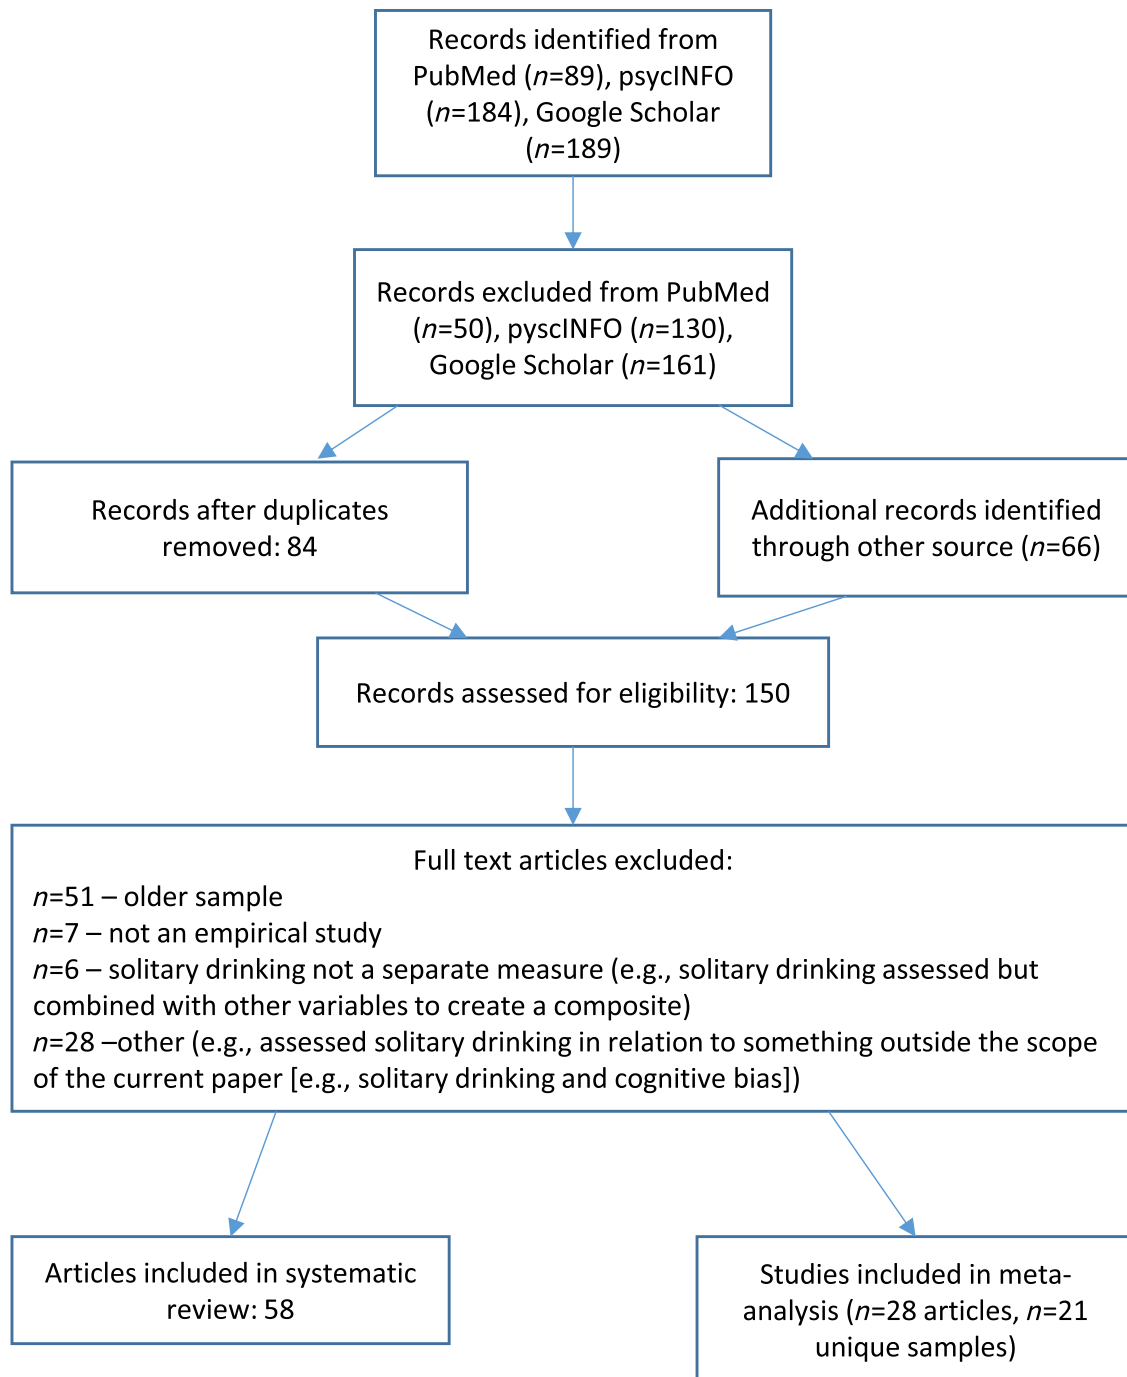 Records identified from
PubMed (n=89), psycINFO
(n=184), Google Scholar
(n=189)
Records excluded from PubMed
(n=50), pyscINFO (n=130),
Google Scholar (n=161)
Records after duplicates
removed: 84
Additional records identified
through other source (n=66)
Records assessed for eligibility: 150
Full text articles excluded:
n=51 – older sample
n=7 – not an empirical study
n=6 – solitary drinking not a separate measure (e.g., solitary drinking assessed but
combined with other variables to create a composite)
n=28 –other (e.g., assessed solitary drinking in relation to something outside the scope
of the current paper [e.g., solitary drinking and cognitive bias])
Articles included in systematic
review: 58
Studies included in meta-
analysis (n=28 articles, n=21
unique samples)